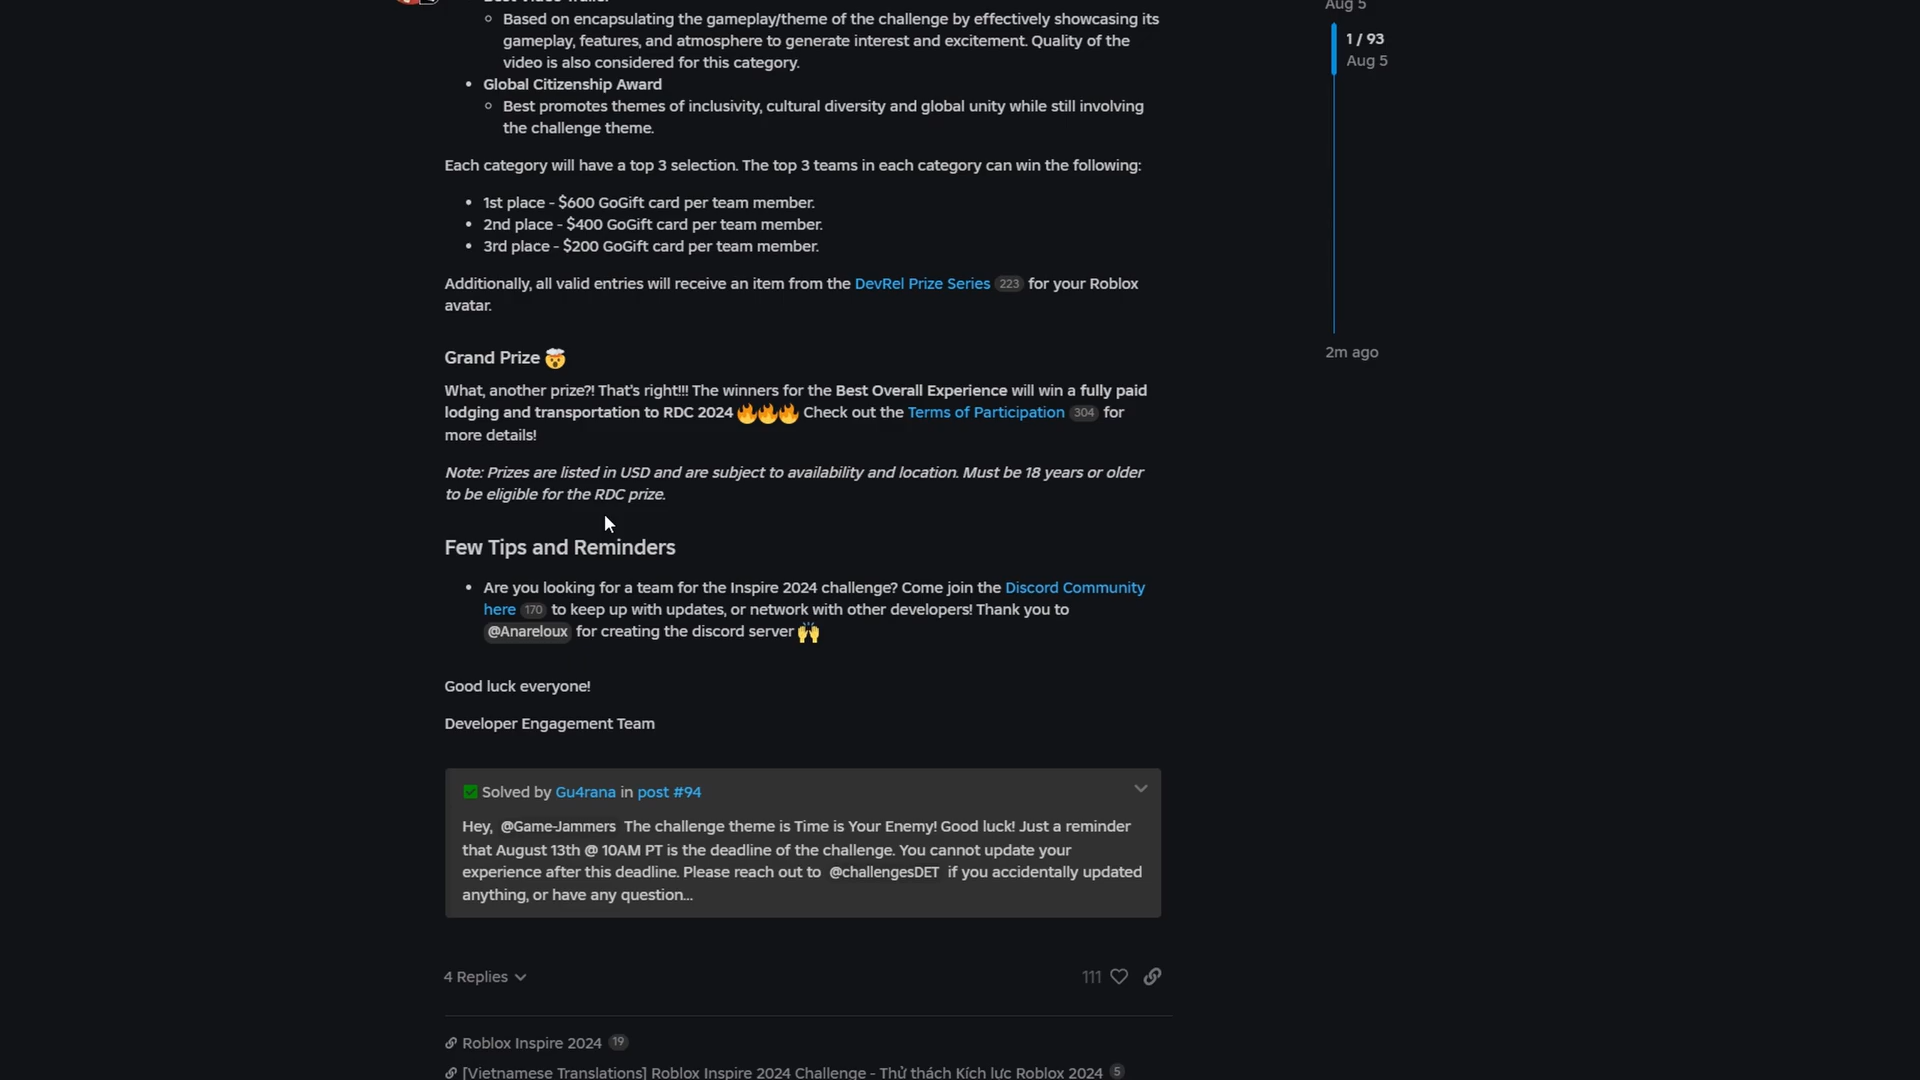 Aug 5
Based on encapsulating the gameplay/theme of the challenge by effectively showcasing its
gameplay, features, and atmosphere to generate interest and excitement. Quality of the
video is also considered for this category.
1 / 93
Aug 5
Global Citizenship Award
Best promotes themes of inclusivity, cultural diversity and global unity while still involving
the challenge theme.
Each category will have a top 3 selection. The top 3 teams in each category can win the following:
1st place - $600 GoGift card per team member.
2nd place - $400 GoGift card per team member.
3rd place - $200 GoGift card per team member.
Additionally, all valid entries will receive an item from the DevRel Prize Series 223 for your Roblox
avatar.
2m ago
Grand Prize 🤯
What, another prize?! That's right!!! The winners for the Best Overall Experience will win a fully paid
lodging and transportation to RDC 2024 🔥🔥🔥 Check out the Terms of Participation 304 for
more details!
Note: Prizes are listed in USD and are subject to availability and location. Must be 18 years or older
to be eligible for the RDC prize.
Few Tips and Reminders
Are you looking for a team for the Inspire 2024 challenge? Come join the Discord Community
here 170 to keep up with updates, or network with other developers! Thank you to
@Anareloux for creating the discord server 🙌
Good luck everyone!
Developer Engagement Team
✅ Solved by Gu4rana in post #94
Hey, @Game-Jammers The challenge theme is Time is Your Enemy! Good luck! Just a reminder
that August 13th @ 10AM PT is the deadline of the challenge. You cannot update your
experience after this deadline. Please reach out to @challengesDET if you accidentally updated
anything, or have any question...
4 Replies
111
Roblox Inspire 2024 19
[Vietnamese Translations] Roblox Inspire 2024 Challenge - Thử thách Kích lực Roblox 2024 5